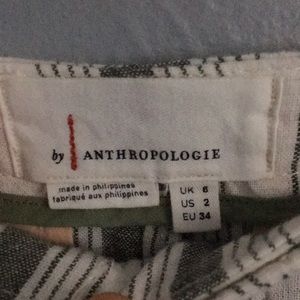 by ANTHROPOLOGIE
made in philippines
fabriqué aux philippines
UK 6
US 2
EU 34